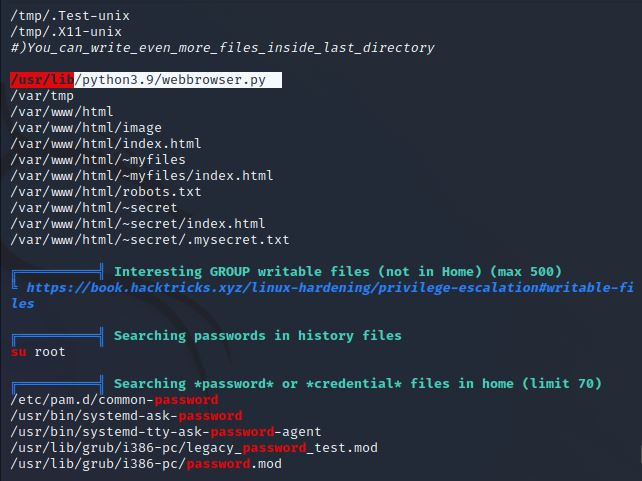 /tmp/.Test-unix
/tmp/.X11-unix
#)You_can_write_even_more_files_inside_last_directory
/usr/lib/python3.9/webbrowser.py
/var/tmp
/var/www/html
/var/www/html/image
/var/www/html/index.html
/var/www/html/~myfiles
/var/www/html/~myfiles/index.html
/var/www/html/robots.txt
/var/www/html/~secret
/var/www/html/~secret/index.html
/var/www/html/~secret/.mysecret.txt
╔══════════╣ Interesting GROUP writable files (not in Home) (max 500)
╚ https://book.hacktricks.xyz/linux-hardening/privilege-escalation#writable-fi
les
╔══════════╣ Searching passwords in history files
su root
╔══════════╣ Searching *password* or *credential* files in home (limit 70)
/etc/pam.d/common-password
/usr/bin/systemd-ask-password
/usr/bin/systemd-tty-ask-password-agent
/usr/lib/grub/i386-pc/legacy_password_test.mod
/usr/lib/grub/i386-pc/password.mod